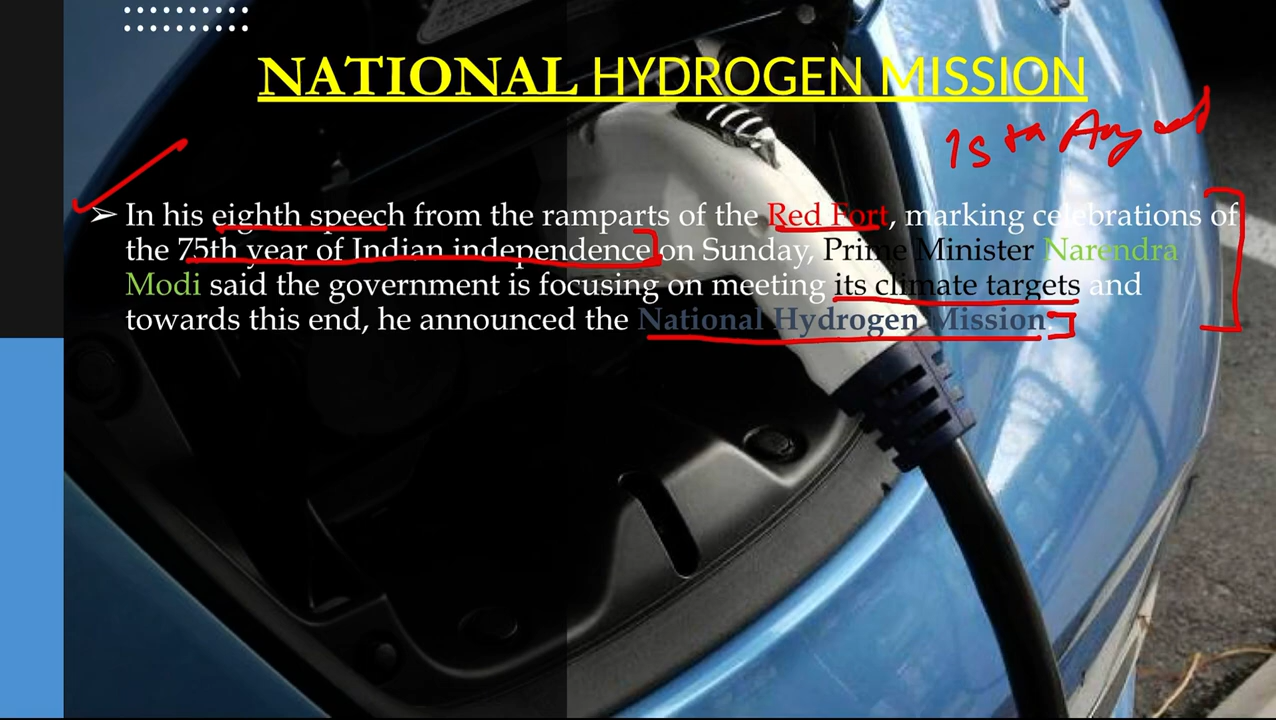 NATIONAL HYDROGEN MISSION
15th August
➢ In his eighth speech from the ramparts of the Red Fort, marking celebrations of
the 75th year of Indian independence on Sunday, Prime Minister Narendra
Modi said the government is focusing on meeting its climate targets and
towards this end, he announced the National Hydrogen Mission